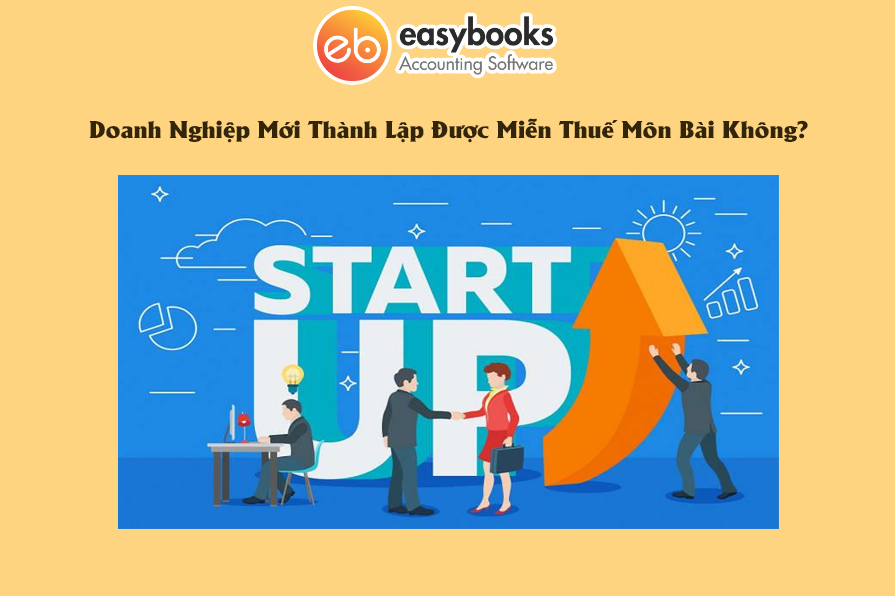 eb easybooks
Accounting Software
Doanh Nghiệp Mới Thành Lập Được Miễn Thuế Môn Bài Không?
START
UP